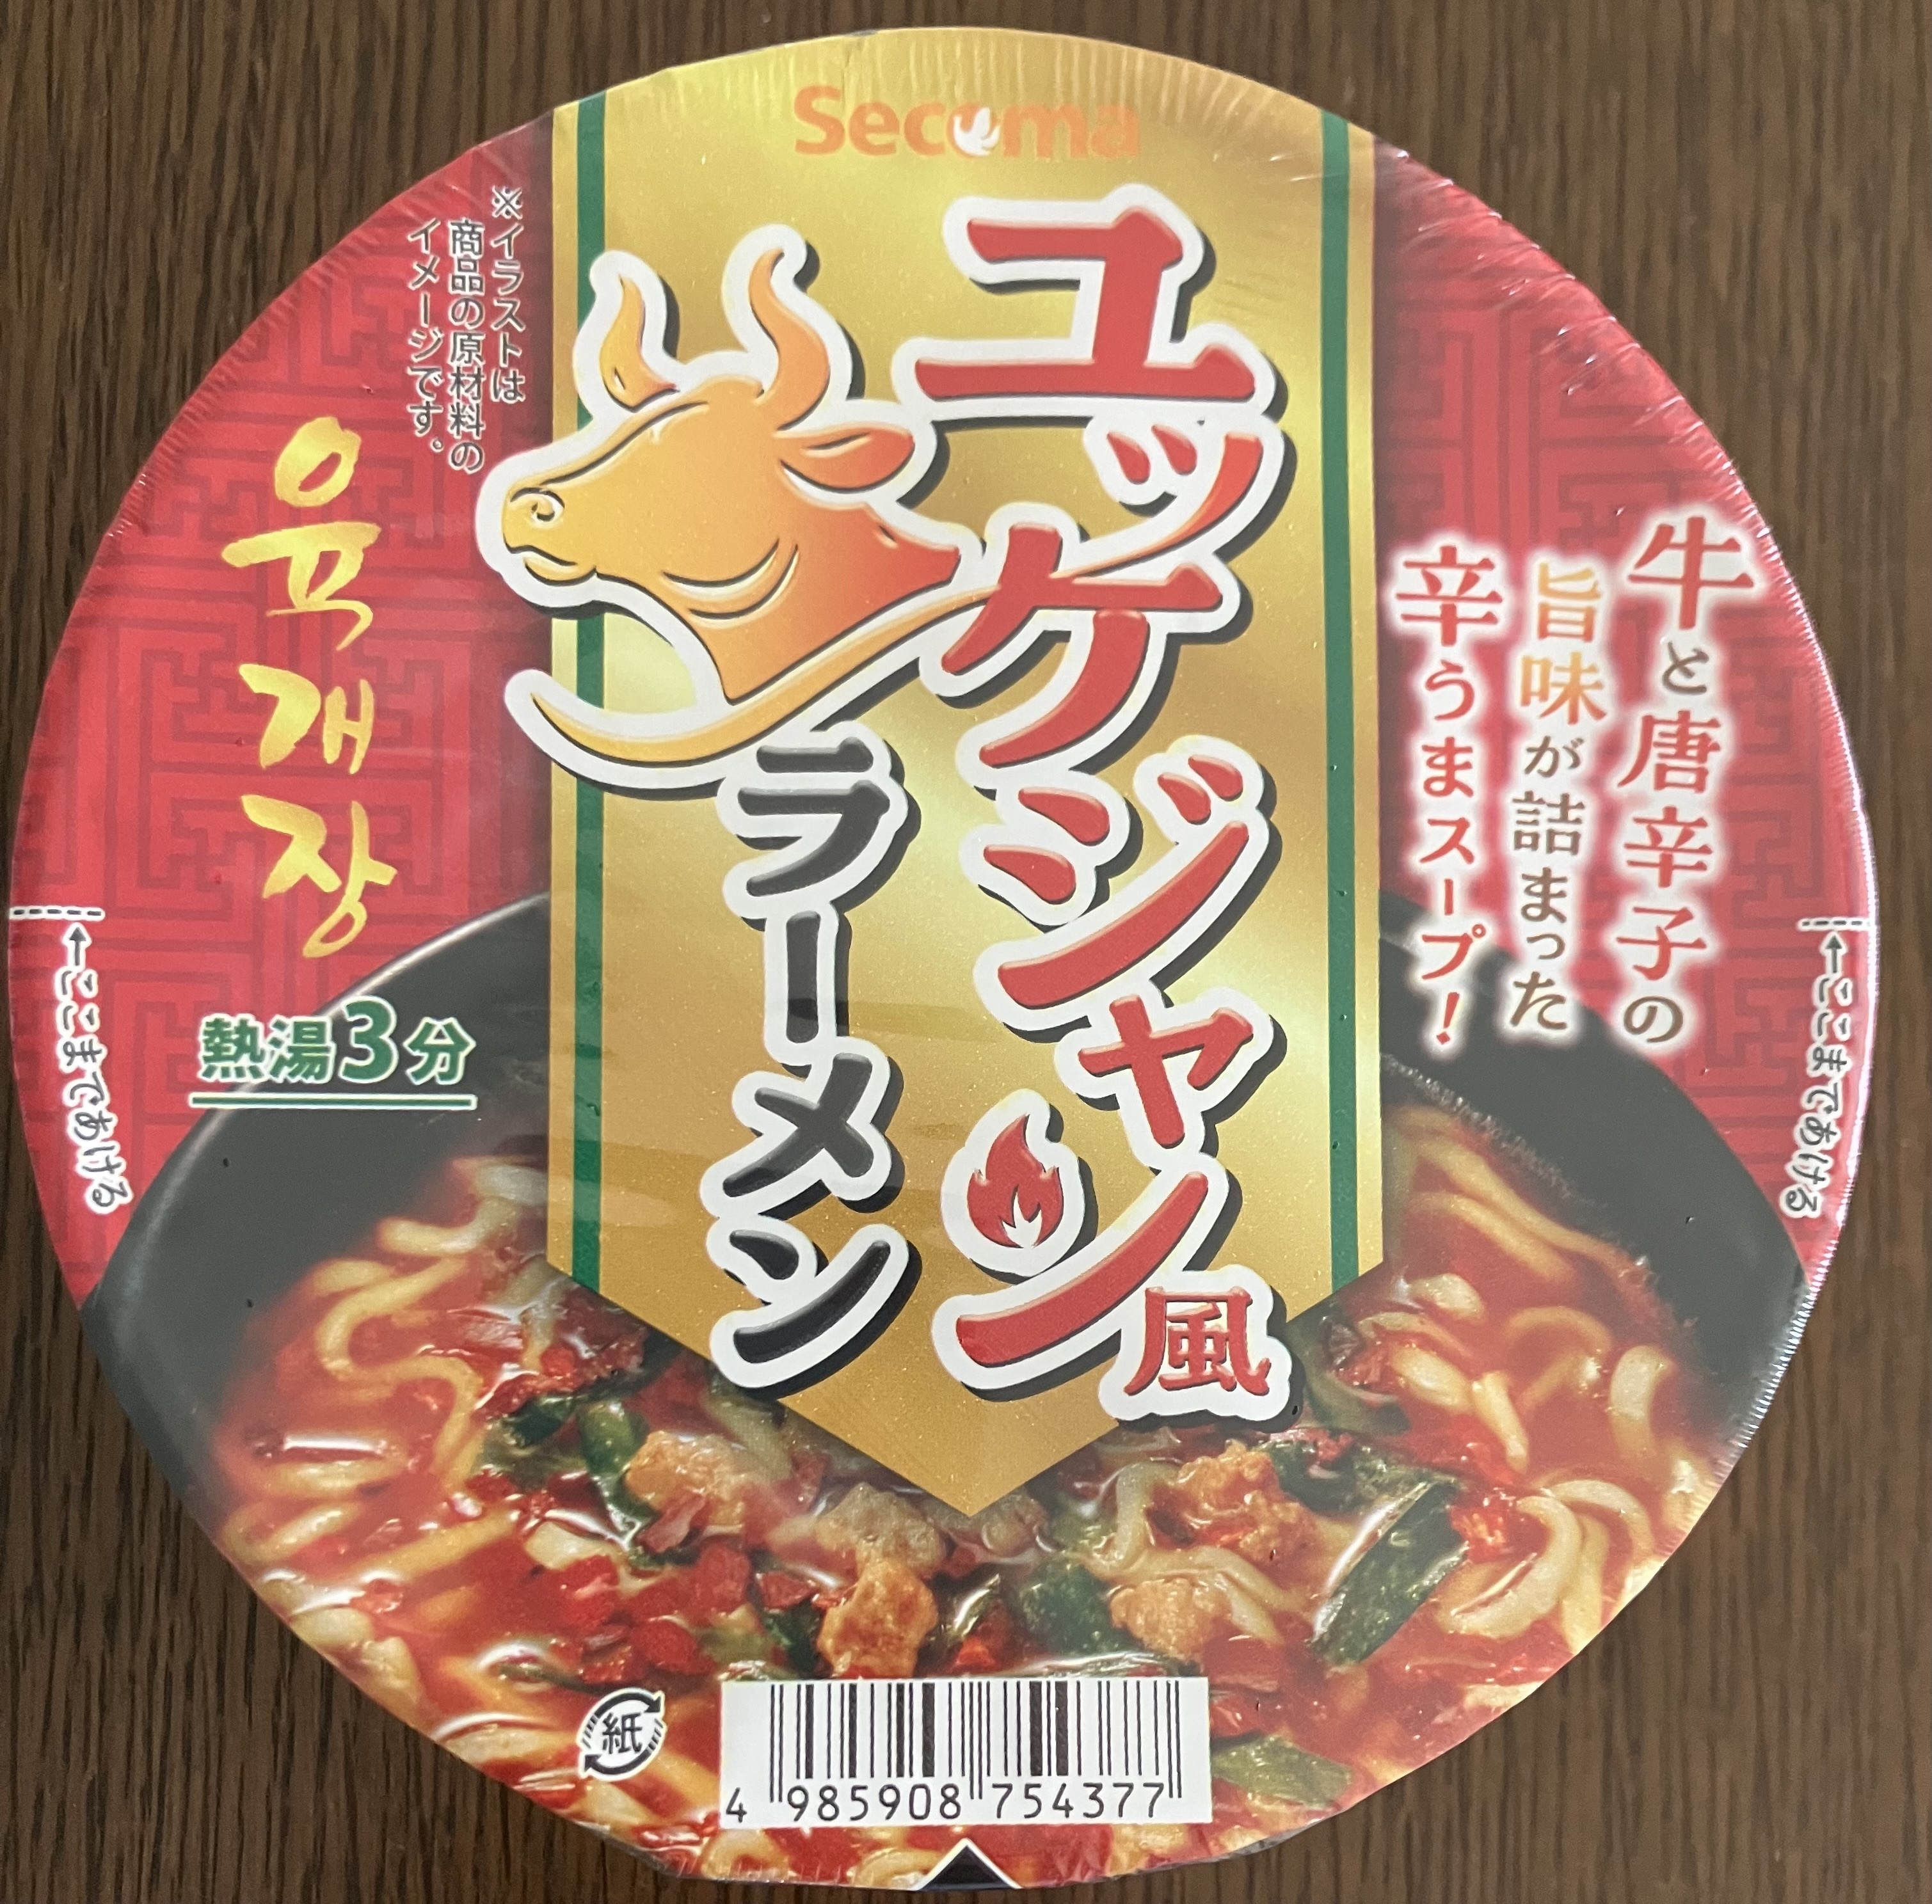 Secoma
ユッケジャン風
ラーメン
牛と唐辛子の
旨味が詰まった
辛うまスープ!
※イラストは
商品の原材料の
イメージです。
육개장
熱湯3分
←ここまであける
←ここまであける
紙
4 985908 754377